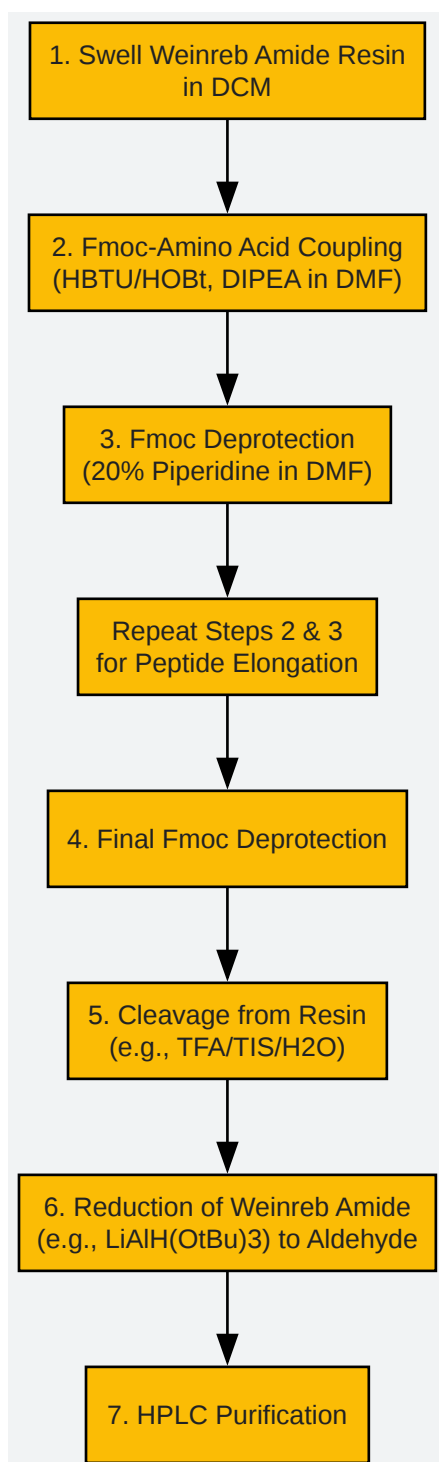 1. Swell Weinreb Amide Resin
in DCM
2. Fmoc-Amino Acid Coupling
(HBTU/HOBt, DIPEA in DMF)
3. Fmoc Deprotection
(20% Piperidine in DMF)
Repeat Steps 2 & 3
for Peptide Elongation
4. Final Fmoc Deprotection
5. Cleavage from Resin
(e.g., TFA/TIS/H2O)
6. Reduction of Weinreb Amide
(e.g., LiAlH(OtBu)3) to Aldehyde
7. HPLC Purification